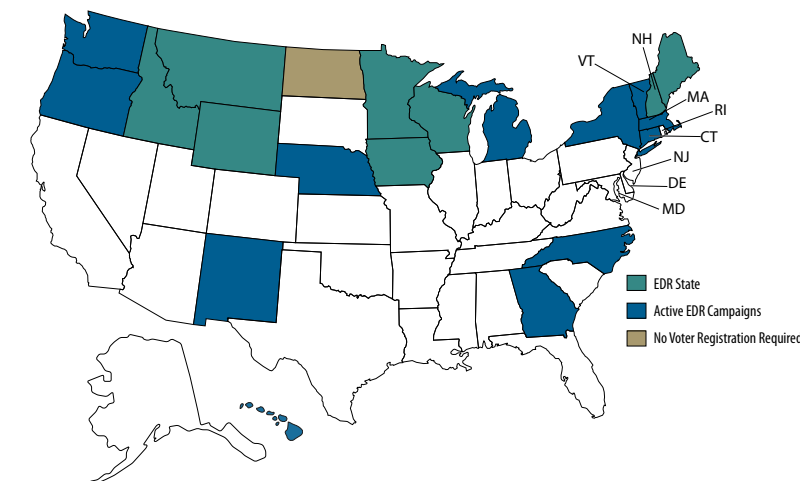 NH
VT
MA
RI
CT
NJ
DE
MD
EDR State
Active EDR Campaigns
No Voter Registration Required